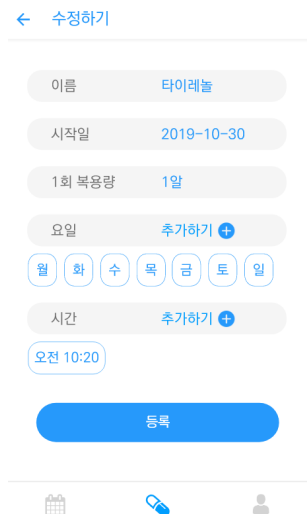 수정하기
이름 타이레놀
시작일 2019-10-30
1회 복용량 1알
요일 추가하기
월 화 수 목 금 토 일
시간 추가하기
오전 10:20
등록